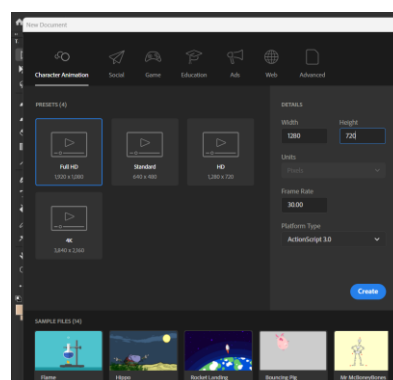 New Document
Character Animation Social Game Education Ads Web Advanced
PRESETS (4)
Full HD
1,920 x 1,080
Standard
640 x 480
HD
1,280 x 720
4K
3,840 x 2,160
DETAILS
Width Height
1280 720
Units
Pixels
Frame Rate
30.00
Platform Type
ActionScript 3.0
Create
SAMPLE FILES (14)
Flame Hippo Rocket Landing Bouncing Pig Mr McBoneyBones